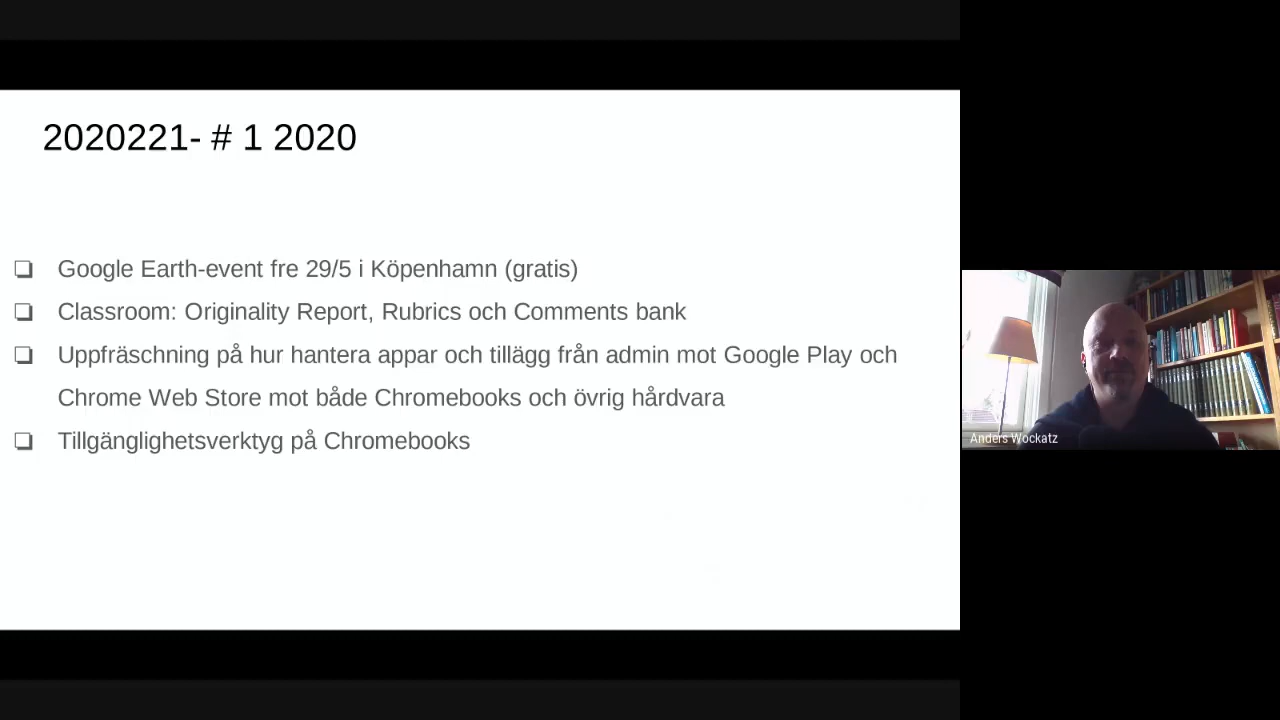 2020221- # 1 2020
❏ Google Earth-event fre 29/5 i Köpenhamn (gratis)
❏ Classroom: Originality Report, Rubrics och Comments bank
❏ Uppfräschning på hur hantera appar och tillägg från admin mot Google Play och
Chrome Web Store mot både Chromebooks och övrig hårdvara
❏ Tillgänglighetsverktyg på Chromebooks
Anders Wockatz